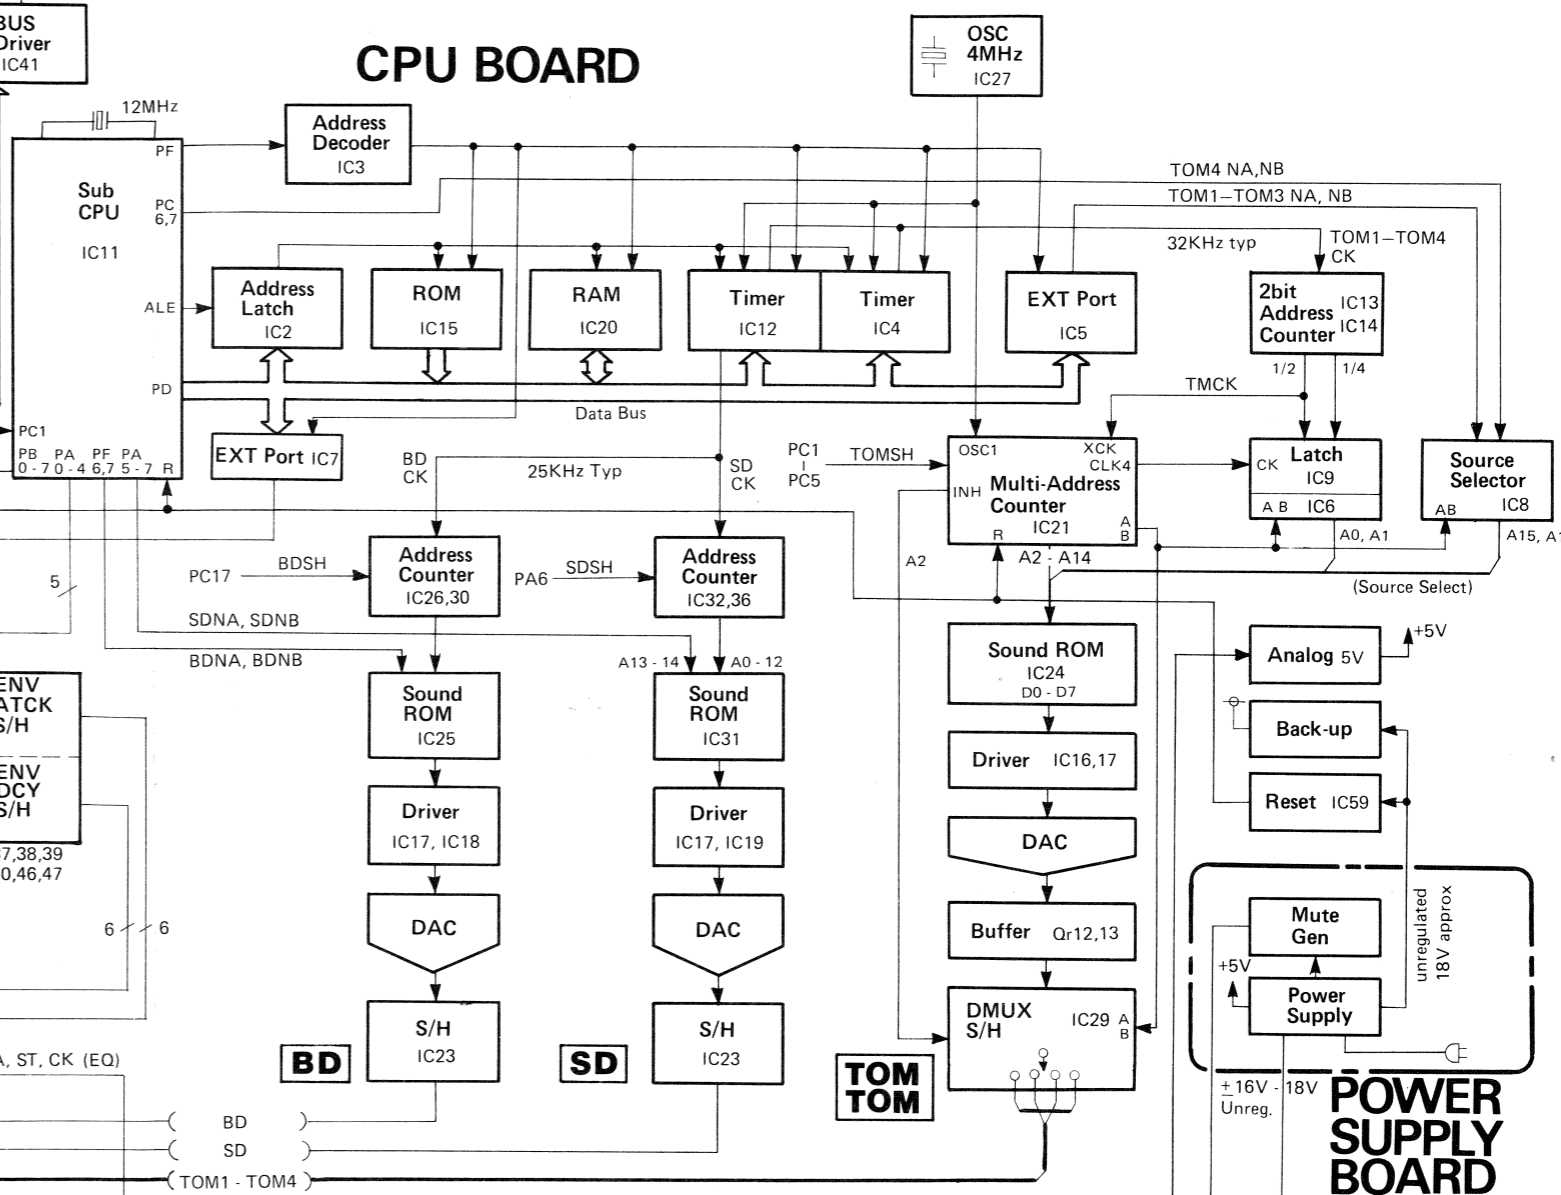 BUS
Driver
IC41
CPU BOARD
OSC
4MHz
IC27
12MHz
Address
Decoder
IC3
PF
Sub
CPU
IC11
PC
6,7
ALE
PD
PC1
PB
0 - 7
PA
0 - 4
PF
6,7
PA
5 - 7
R
TOM4 NA,NB
TOM1–TOM3 NA, NB
32KHz typ
TOM1–TOM4
CK
Address
Latch
IC2
ROM
IC15
RAM
IC20
Timer
IC12
Timer
IC4
EXT Port
IC5
2bit
Address
Counter
IC13
IC14
1/2
1/4
TMCK
Data Bus
EXT Port IC7
BD
CK
25KHz Typ
SD
CK
PC1
|
PC5
TOMSH
OSC1
XCK
CLK4
INH
Multi-Address
Counter
IC21
R
A
B
CK
Latch
IC9
A B
IC6
Source
Selector
IC8
AB
A0, A1
A15, A1
A2
A2 - A14
(Source Select)
PC17
BDSH
Address
Counter
IC26,30
PA6
SDSH
Address
Counter
IC32,36
5
SDNA, SDNB
BDNA, BDNB
A13 - 14
A0 - 12
Sound ROM
IC24
D0 - D7
Analog 5V
+5V
ENV
ATCK
S/H
ENV
DCY
S/H
37,38,39
0,46,47
Sound
ROM
IC25
Sound
ROM
IC31
Driver IC16,17
Back-up
Reset IC59
Driver
IC17, IC18
Driver
IC17, IC19
DAC
6
6
DAC
DAC
Buffer Qr12,13
Mute
Gen
unregulated
18V approx
+5V
Power
Supply
S/H
IC23
S/H
IC23
DMUX
S/H
IC29
A
B
BD
SD
TOM
TOM
A, ST, CK (EQ)
±16V - 18V
Unreg.
POWER
SUPPLY
BOARD
BD
SD
TOM1 - TOM4